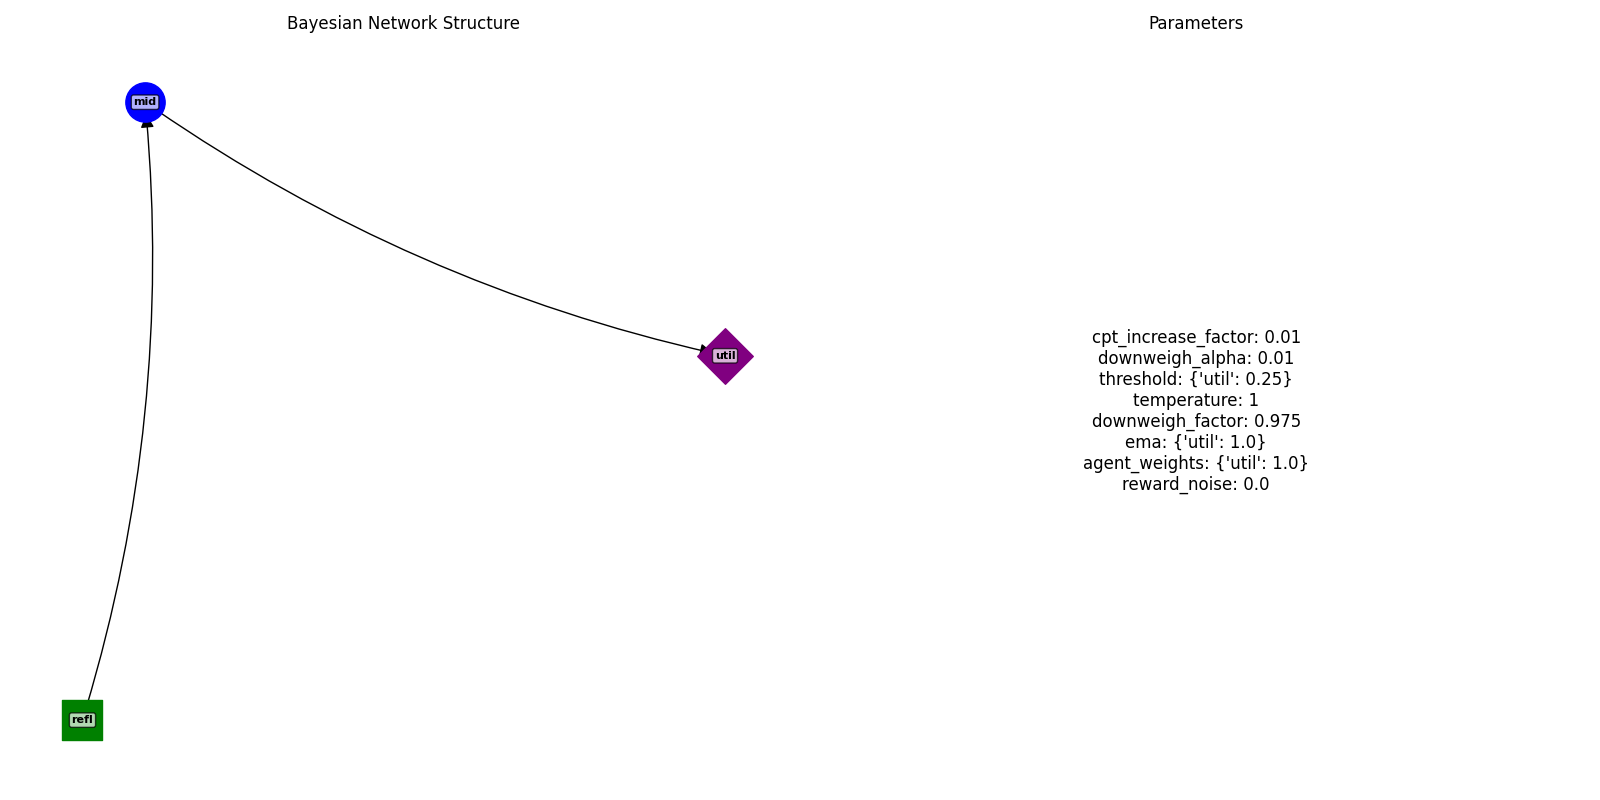 Bayesian Network Structure
Parameters
mid
util
refl
cpt_increase_factor: 0.01
downweigh_alpha: 0.01
threshold: {'util': 0.25}
temperature: 1
downweigh_factor: 0.975
ema: {'util': 1.0}
agent_weights: {'util': 1.0}
reward_noise: 0.0